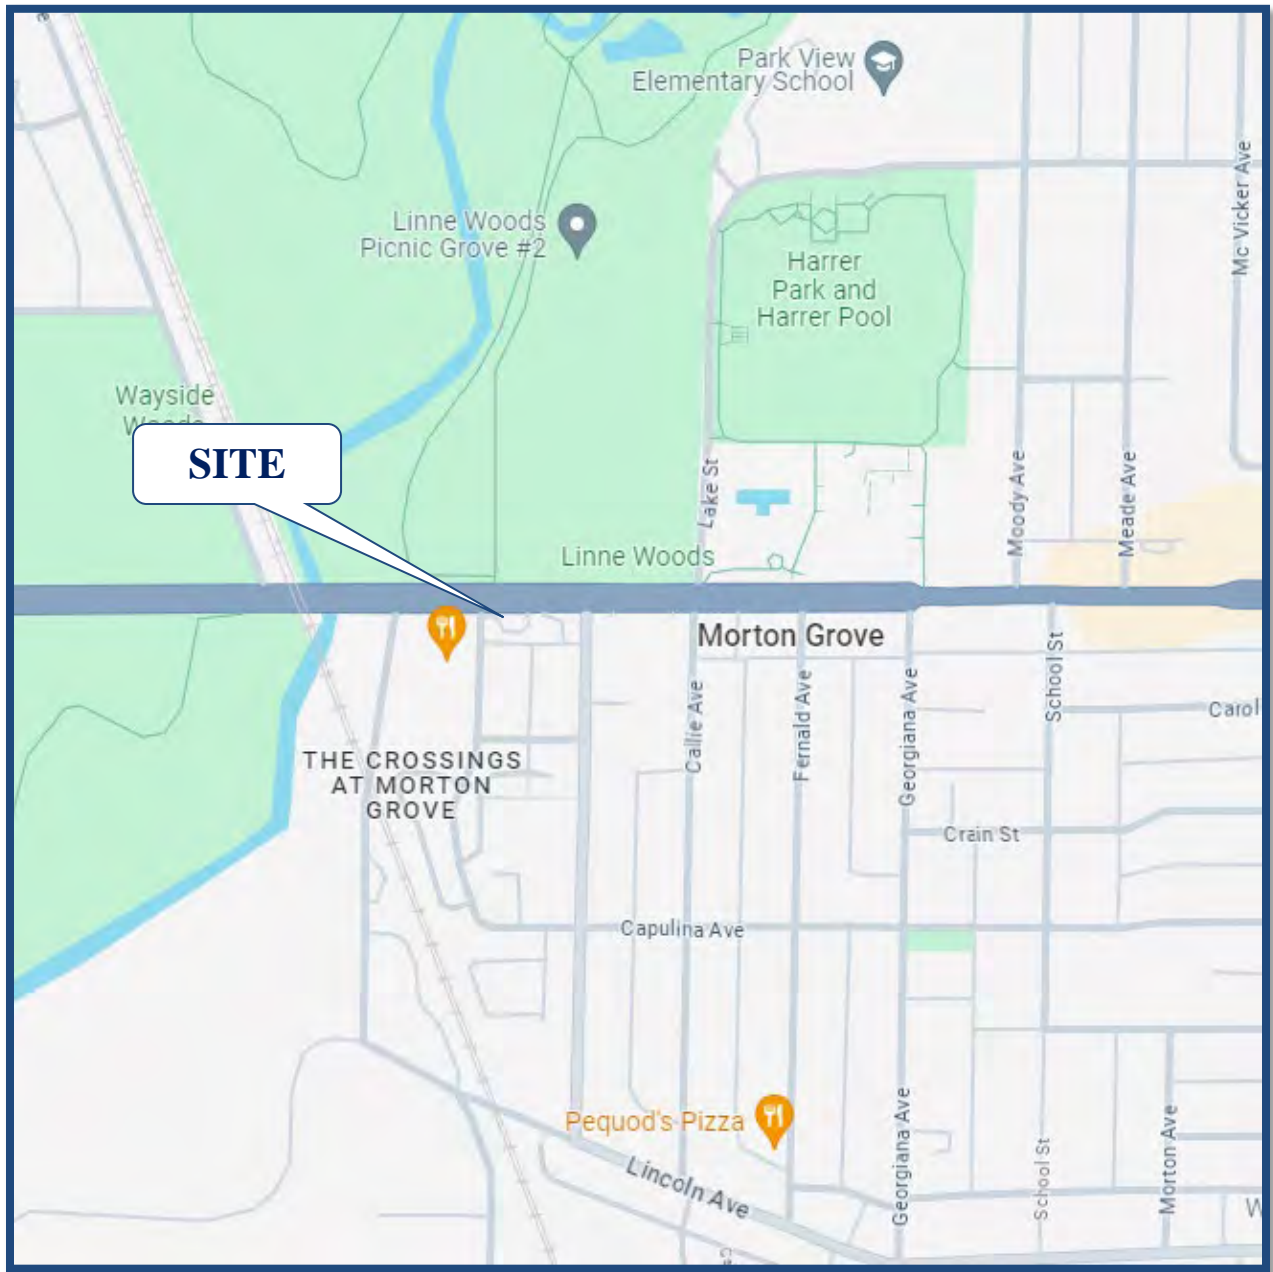 Park View
Elementary School
Mc Vicker Ave
Linne Woods
Picnic Grove #2
Harrer
Park and
Harrer Pool
Wayside
Woods
SITE
Lake St
Moody Ave
Meade Ave
Linne Woods
Morton Grove
School St
Callie Ave
Fernald Ave
Georgiana Ave
Carol
THE CROSSINGS
AT MORTON
GROVE
Crain St
Capulina Ave
Pequod's Pizza
Lincoln Ave
Georgiana Ave
School St
Morton Ave
W